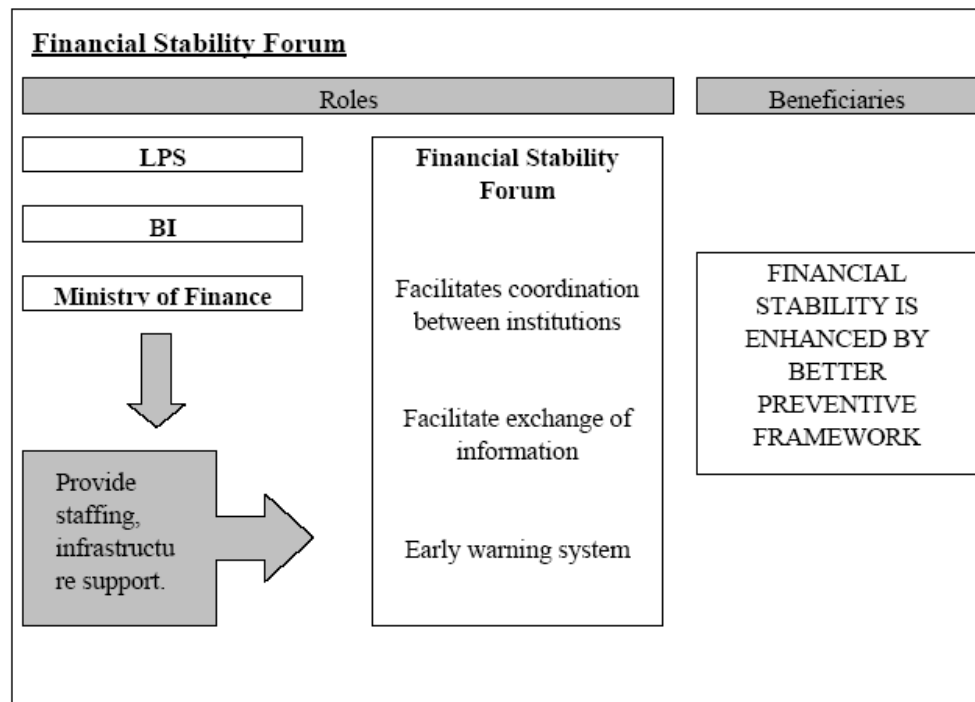 Financial Stability Forum
Roles
Beneficiaries
LPS
BI
Ministry of Finance
Provide
staffing,
infrastructu
re support.
Financial Stability
Forum
Facilitates coordination
between institutions
Facilitate exchange of
information
Early warning system
FINANCIAL
STABILITY IS
ENHANCED BY
BETTER
PREVENTIVE
FRAMEWORK